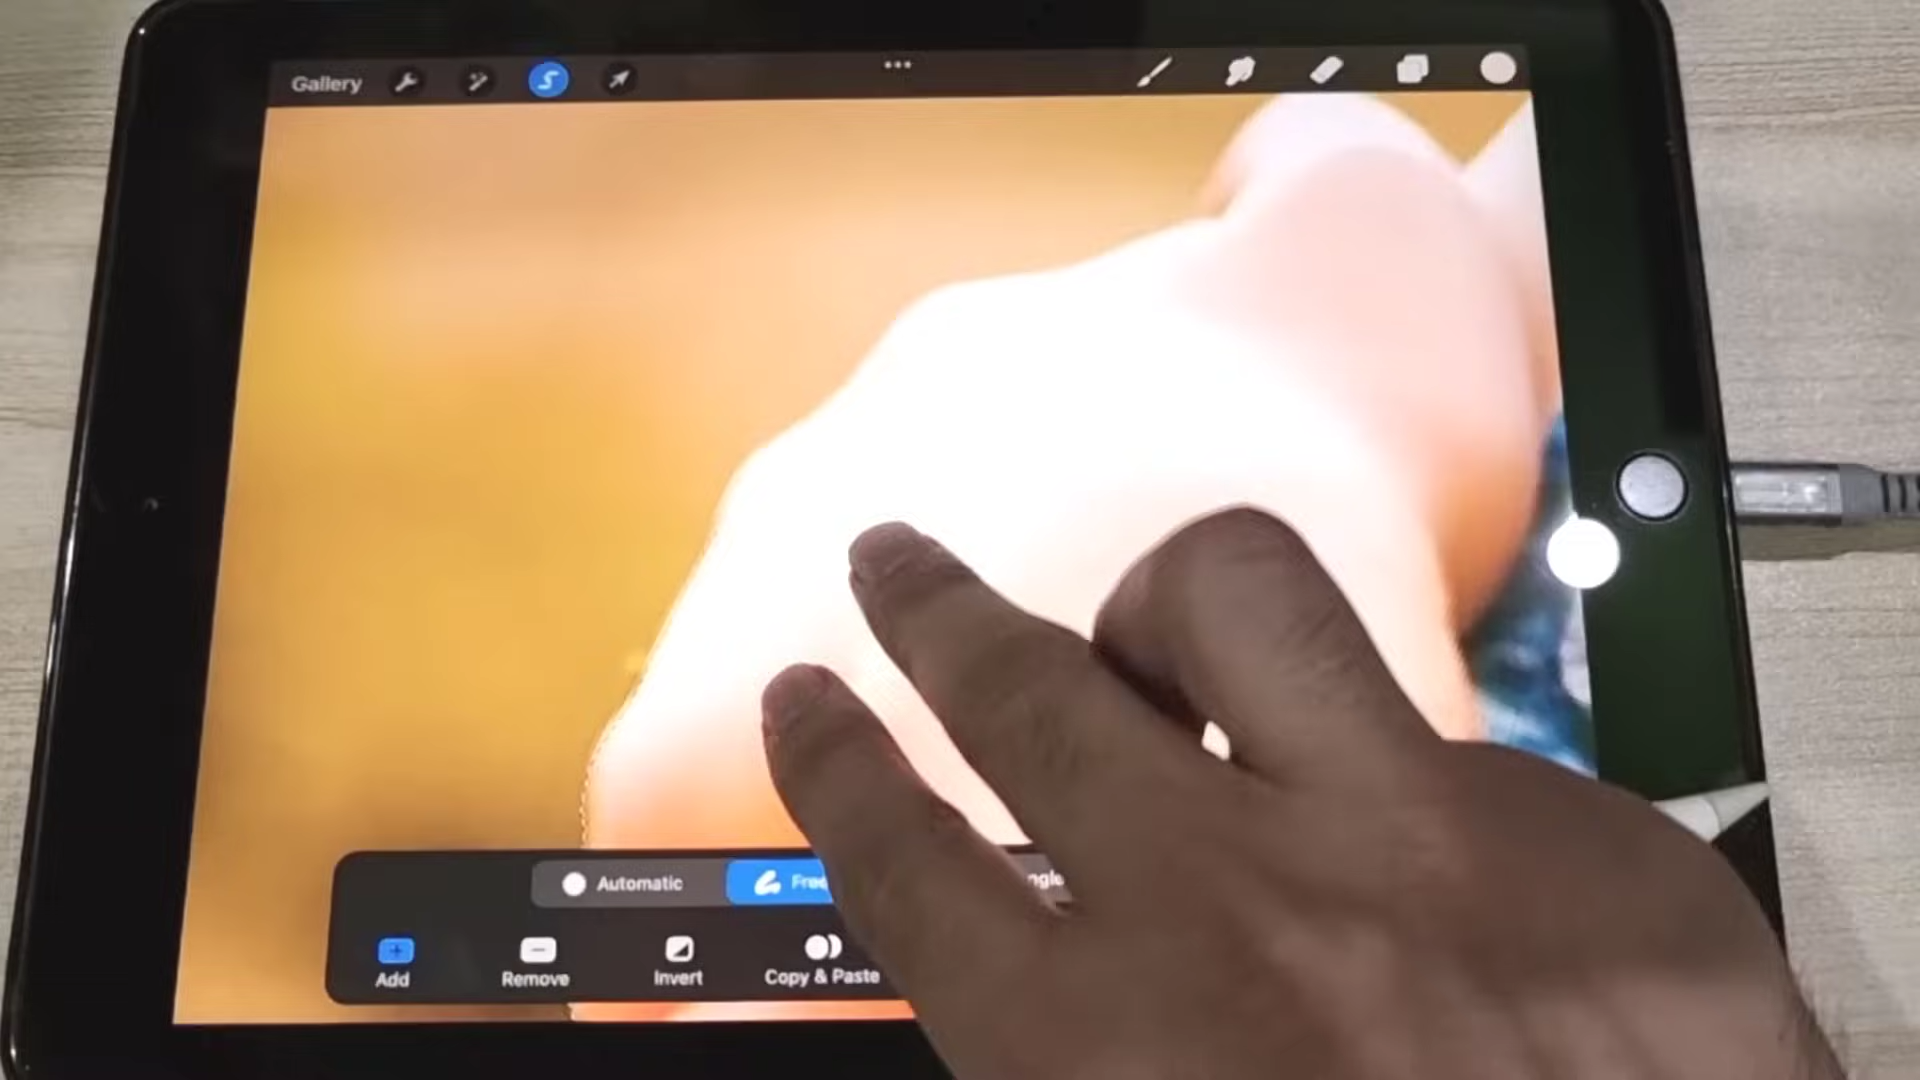 Gallery
Automatic
Add
Remove
Invert
Copy & Paste